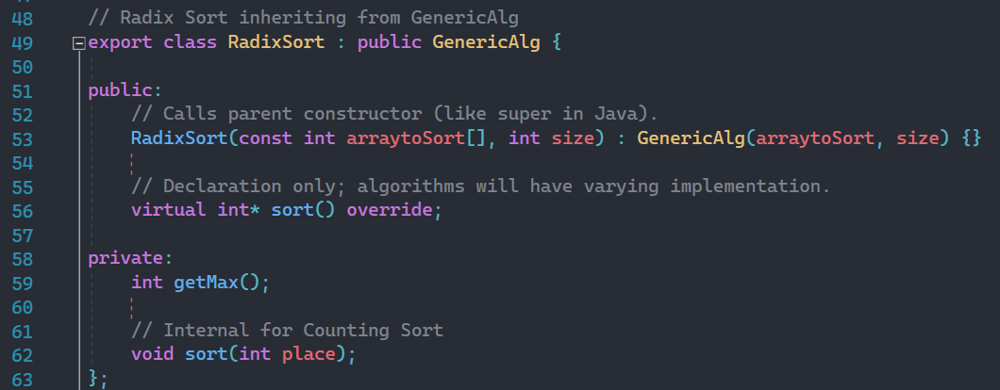 48 // Radix Sort inheriting from GenericAlg
49 export class RadixSort : public GenericAlg {
50
51 public:
52 // Calls parent constructor (like super in Java).
53 RadixSort(const int arraytoSort[], int size) : GenericAlg(arraytoSort, size) {}
54
55 // Declaration only; algorithms will have varying implementation.
56 virtual int* sort() override;
57
58 private:
59 int getMax();
60
61 // Internal for Counting Sort
62 void sort(int place);
63 };